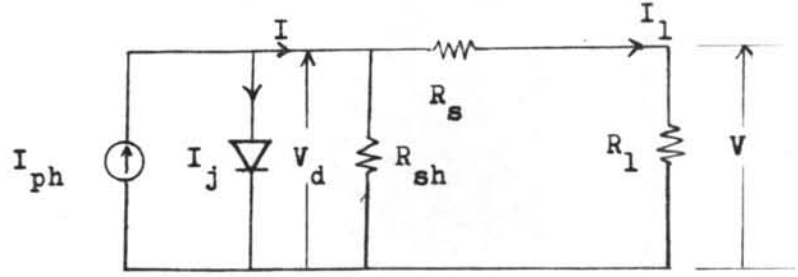 I
I_l
R_s
I_ph
I_j
V_d
R_sh
R_l
V